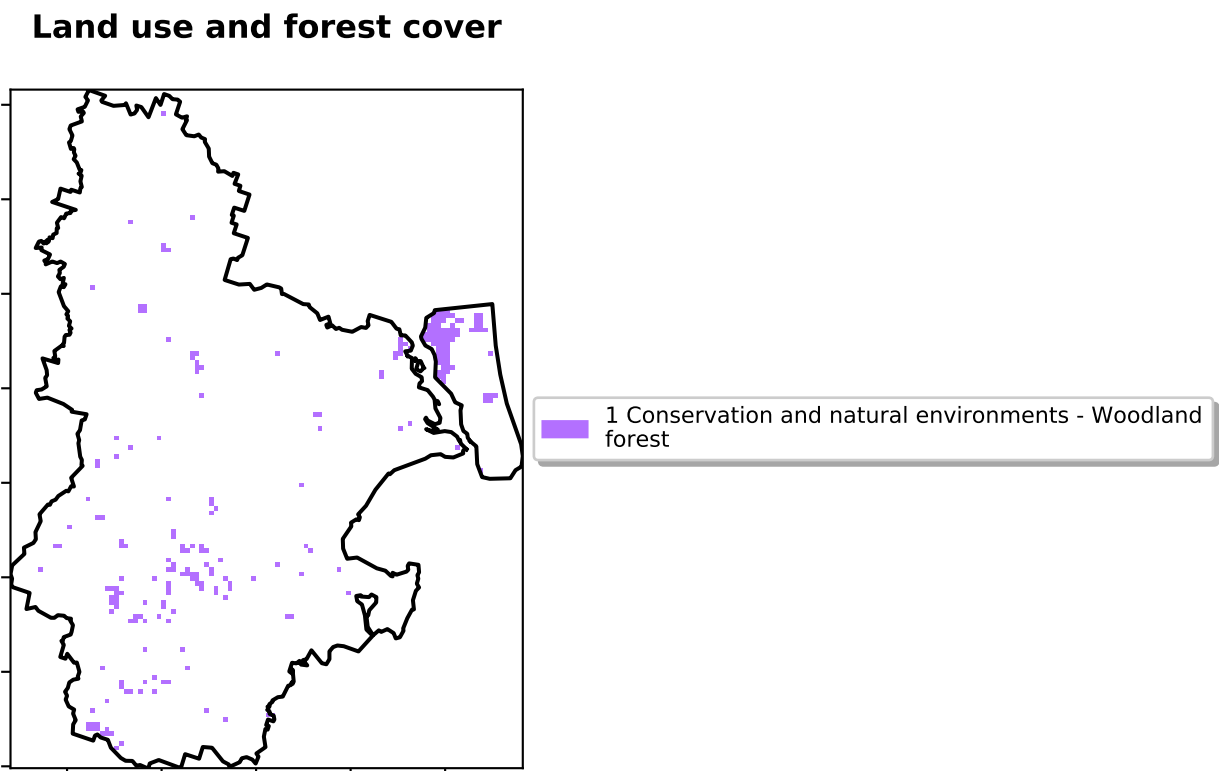 Land use and forest cover
1 Conservation and natural environments - Woodland
forest